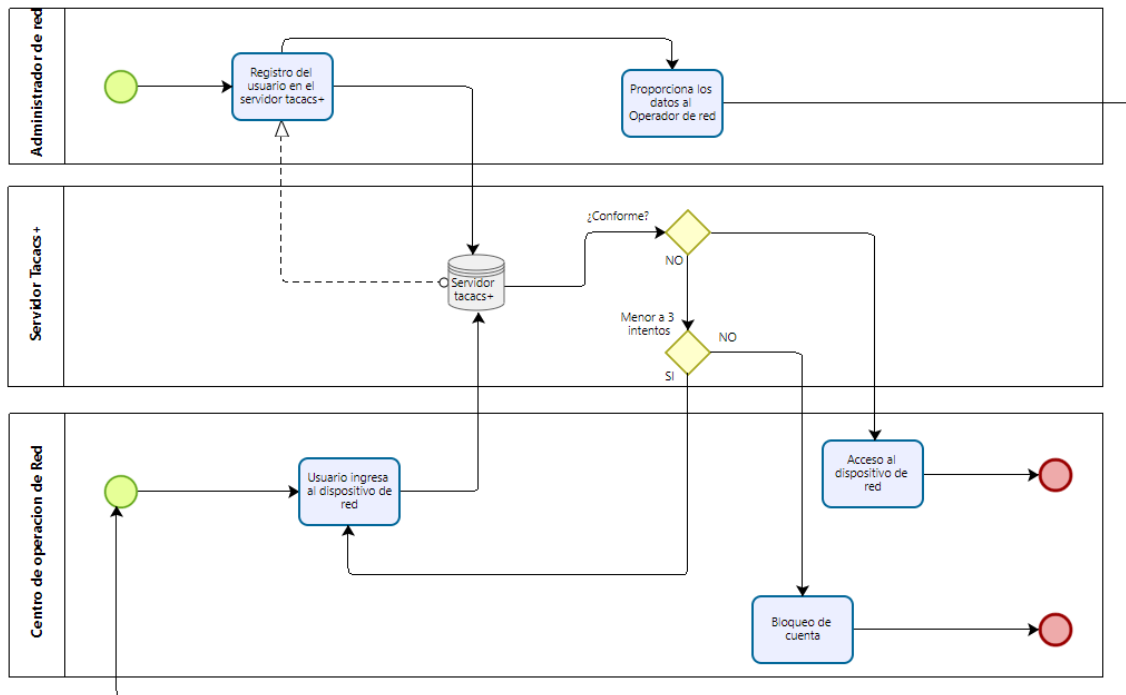 Administrador de red
Registro del
usuario en el
servidor tacacs+
Proporciona los
datos al
Operador de red
Servidor Tacacs+
¿Conforme?
NO
Servidor
tacacs+
Menor a 3
intentos
NO
SI
Centro de operacion de Red
Usuario ingresa
al dispositivo de
red
Acceso al
dispositivo de
red
Bloqueo de
cuenta